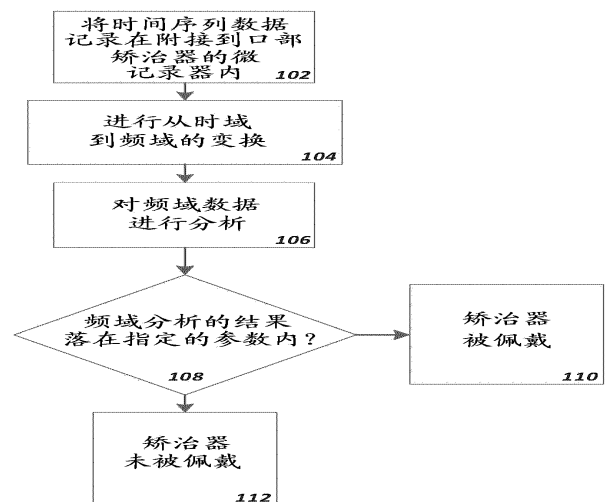 将时间序列数据
记录在附接到口部
矫治器的微
记录器内
102
进行从时域
到频域的变换
104
对频域数据
进行分析
106
频域分析的结果
落在指定的参数内？
108
矫治器
被佩戴
110
矫治器
未被佩戴
112